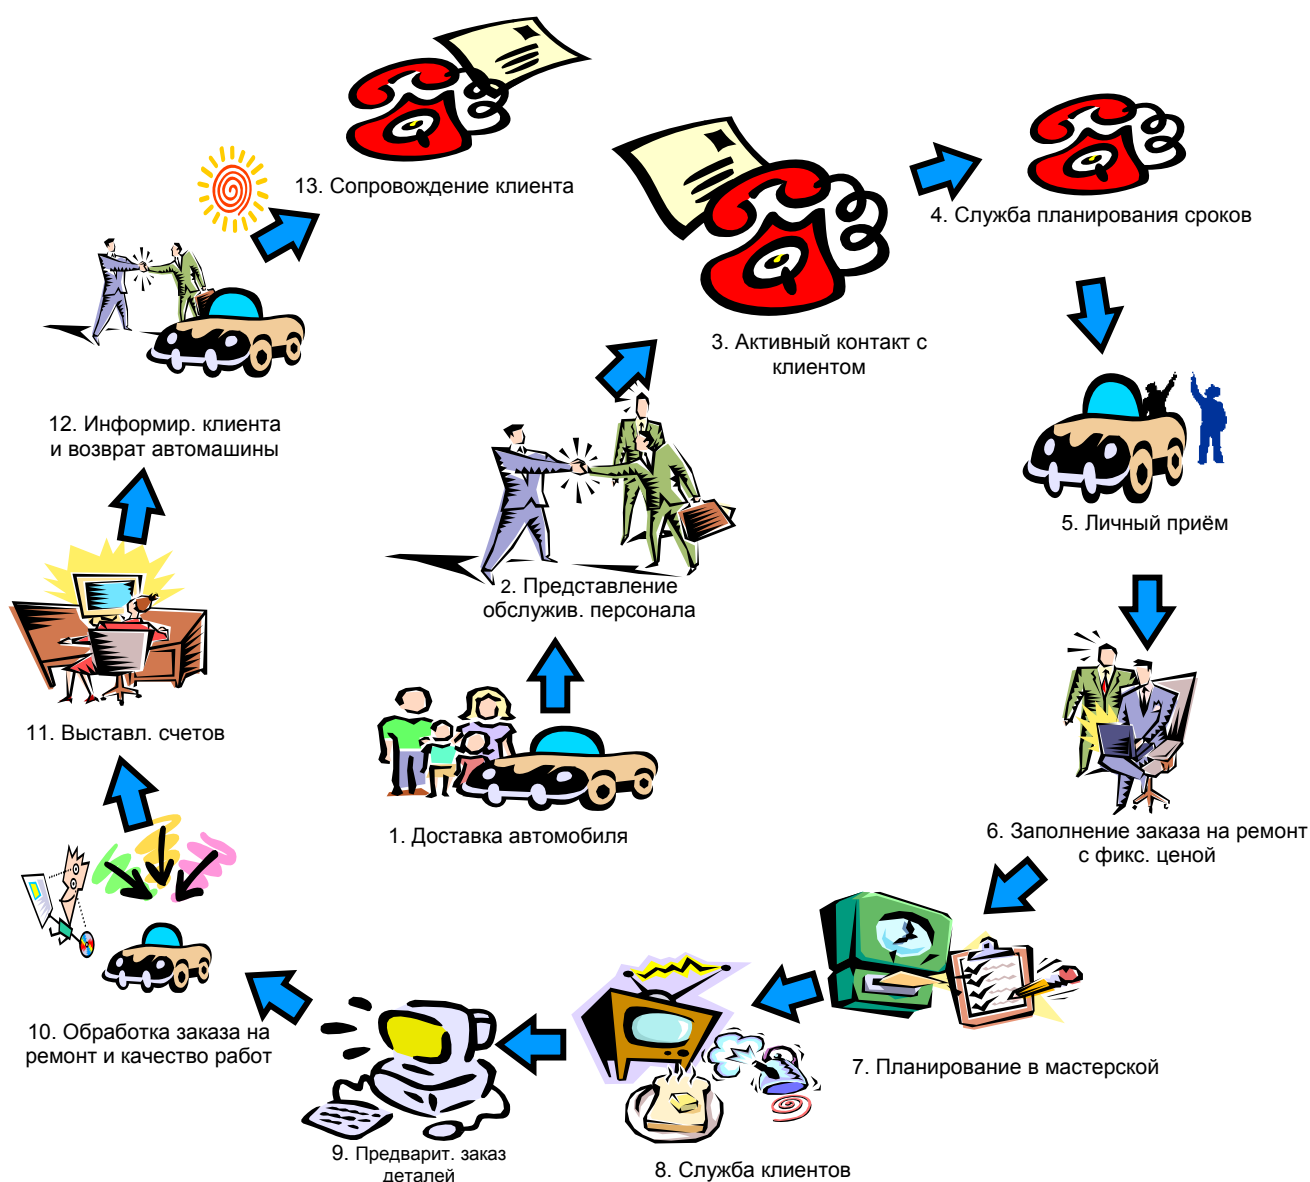 13. Сопровождение клиента
4. Служба планирования сроков
3. Активный контакт с
клиентом
12. Информир. клиента
и возврат автомашины
5. Личный приём
2. Представление
обслужив. персонала
11. Выставл. счетов
1. Доставка автомобиля
6. Заполнение заказа на ремонт
с фикс. ценой
10. Обработка заказа на
ремонт и качество работ
7. Планирование в мастерской
9. Предварит. заказ
деталей
8. Служба клиентов